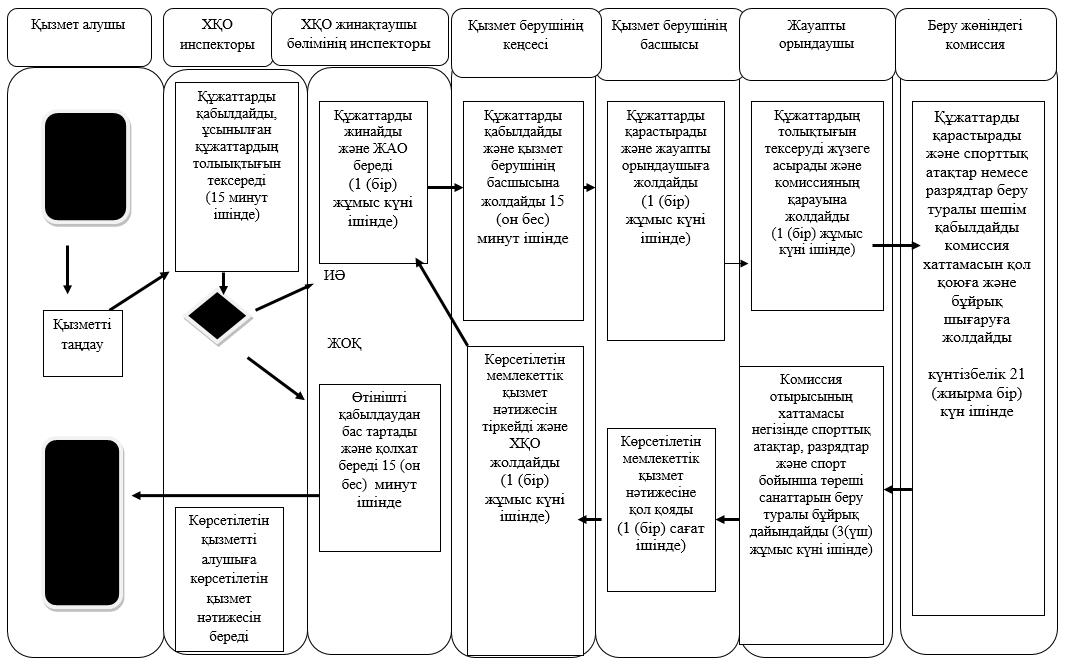 Қызмет алушы
ХҚО
инспекторы
ХҚО жинақтаушы
бөлімінің инспекторы
Қызмет берушінің
кеңсесі
Қызмет берушінің
басшысы
Жауапты
орындаушы
Беру жөніндегі
комиссия
Қызметті
таңдау
Құжаттарды
қабылдайды,
ұсынылған
құжаттардың
толыықтығын
тексереді
(15 минут
ішінде)
Құжаттарды
жинайды
және ЖАО
береді
(1 (бір)
жұмыс күні
ішінде)
ИӘ
ЖОҚ
Өтінішті
қабылдаудан
бас тартады
және қолхат
береді 15 (он
бес) минут
ішінде
Көрсетілетін
қызметті
алушыға
көрсетілетін
қызмет
нәтижесін
береді
Құжаттарды
қабылдайды
және қызмет
берушінің
басшысына
жолдайды 15
(он бес)
минут ішінде
Құжаттарды
қарастырады
және жауапты
орындаушыға
жолдайды
(1 (бір)
жұмыс күні
ішінде)
Құжаттардың
толықтығын
тексеруді жүзеге
асырады және
комиссияның
қарауына
жолдайды
(1 (бір) жұмыс
күні ішінде)
Құжаттарды
қарастырады
және спорттық
атақтар немесе
разрядтар беру
туралы шешім
қабылдайды
комиссия
хаттамасын қол
қоюға және
бұйрық
шығаруға
жолдайды
күнтізбелік 21
(жиырма бір)
күн ішінде
Көрсетілетін
мемлекеттік
қызмет
нәтижесін
тіркейді және
ХҚО
жолдайды
(1 (бір)
жұмыс күні
ішінде)
Көрсетілетін
мемлекеттік
қызмет
нәтижесіне
қол қояды
(1 (бір) сағат
ішінде)
Комиссия
отырысының
хаттамасы
негізінде спорттық
атақтар, разрядтар
және спорт
бойынша төреші
санаттарын беру
туралы бұйрық
дайындайды (3(үш)
жұмыс күні ішінде)